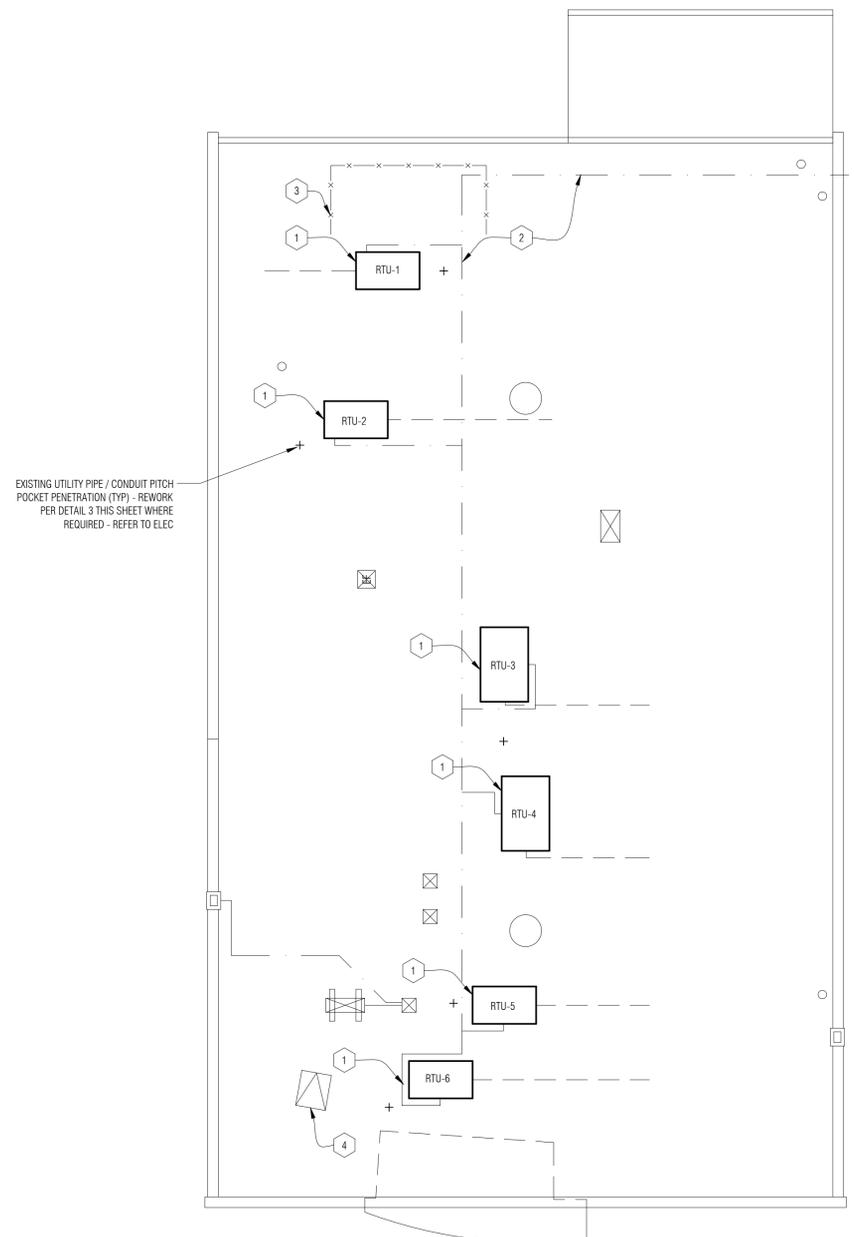 3
1
2
RTU-1
1
RTU-2
EXISTING UTILITY PIPE / CONDUIT PITCH
POCKET PENETRATION (TYP) - REWORK
PER DETAIL 3 THIS SHEET WHERE
REQUIRED - REFER TO ELEC
1
RTU-3
1
RTU-4
1
RTU-5
1
RTU-6
4